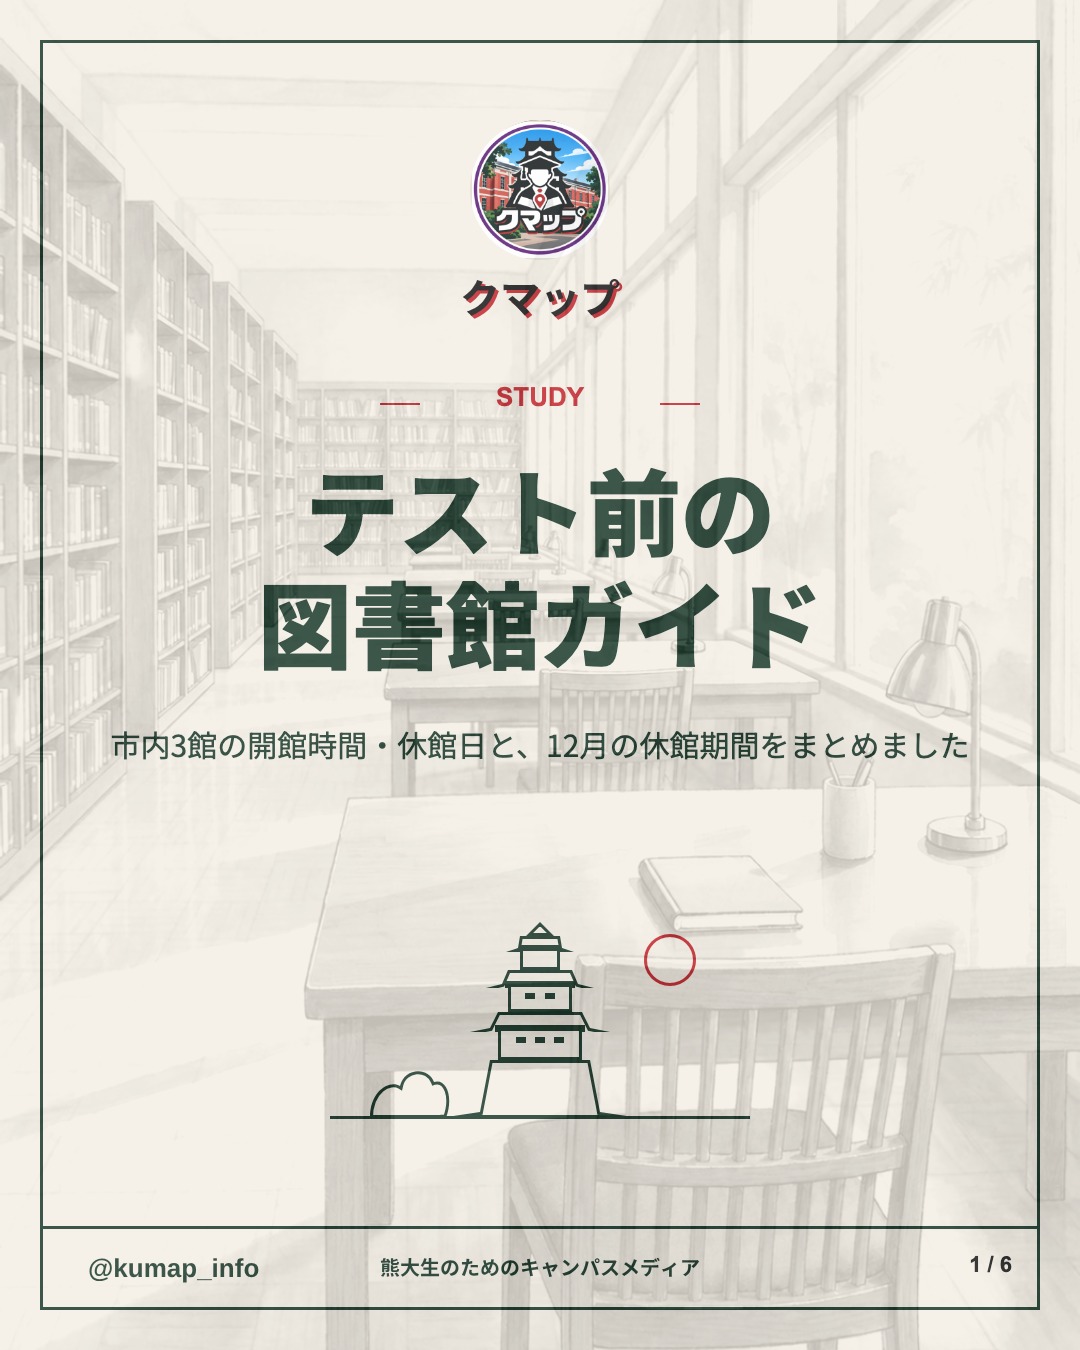 クマップ
クマップ
STUDY
テスト前の
図書館ガイド
市内3館の開館時間・休館日と、12月の休館期間をまとめました
@kumap_info
熊大生のためのキャンパスメディア
1 / 6